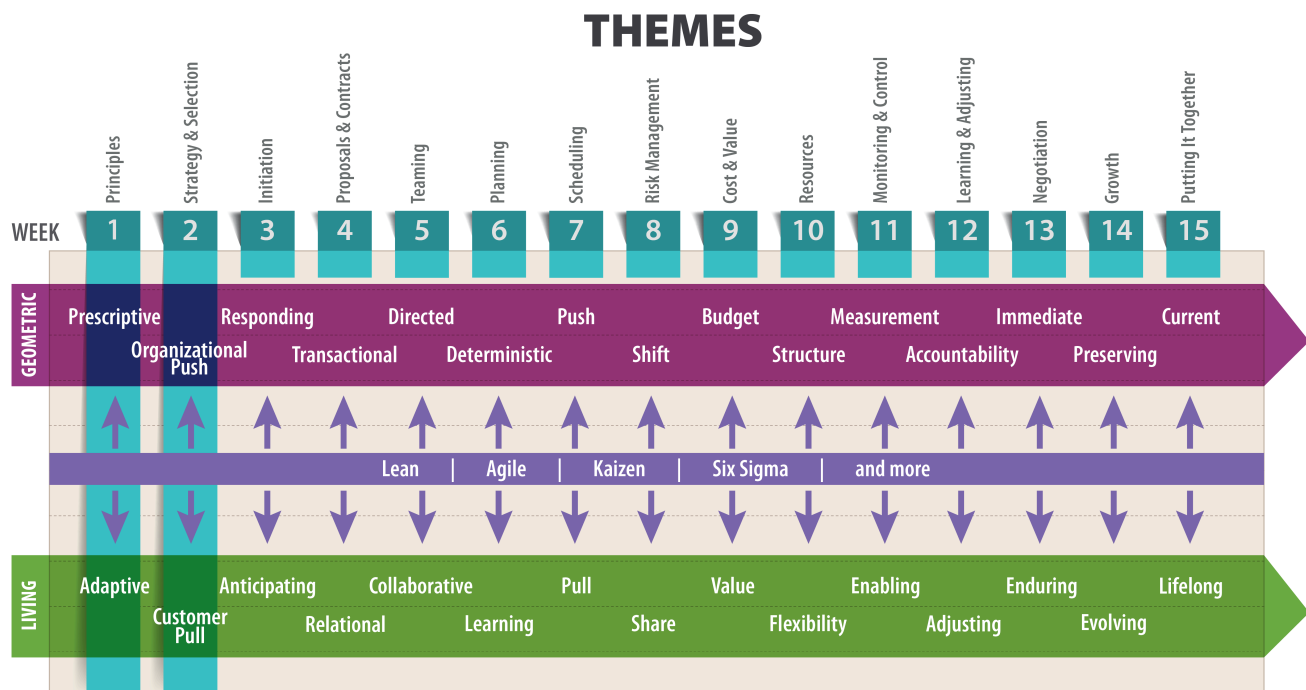 THEMES
Principles
Strategy & Selection
Initiation
Proposals & Contracts
Teaming
Planning
Scheduling
Risk Management
Cost & Value
Resources
Monitoring & Control
Learning & Adjusting
Negotiation
Growth
Putting It Together
WEEK 1 2 3 4 5 6 7 8 9 10 11 12 13 14 15
GEOMETRIC
Prescriptive Responding Directed Push Budget Measurement Immediate Current
Organizational
Push
Transactional Deterministic Shift Structure Accountability Preserving
Lean | Agile | Kaizen | Six Sigma | and more
LIVING
Adaptive Anticipating Collaborative Pull Value Enabling Enduring Lifelong
Customer
Pull
Relational Learning Share Flexibility Adjusting Evolving